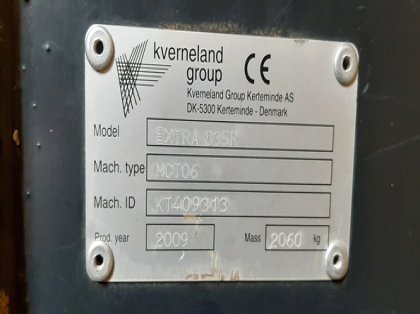 kverneland
group CE
Kverneland Group Kerteminde AS
DK-5300 Kerteminde - Denmark
Model EXTRA 835R
Mach. type MCT06
Mach. ID KT409313
Prod. year 2009 Mass 2060 kg